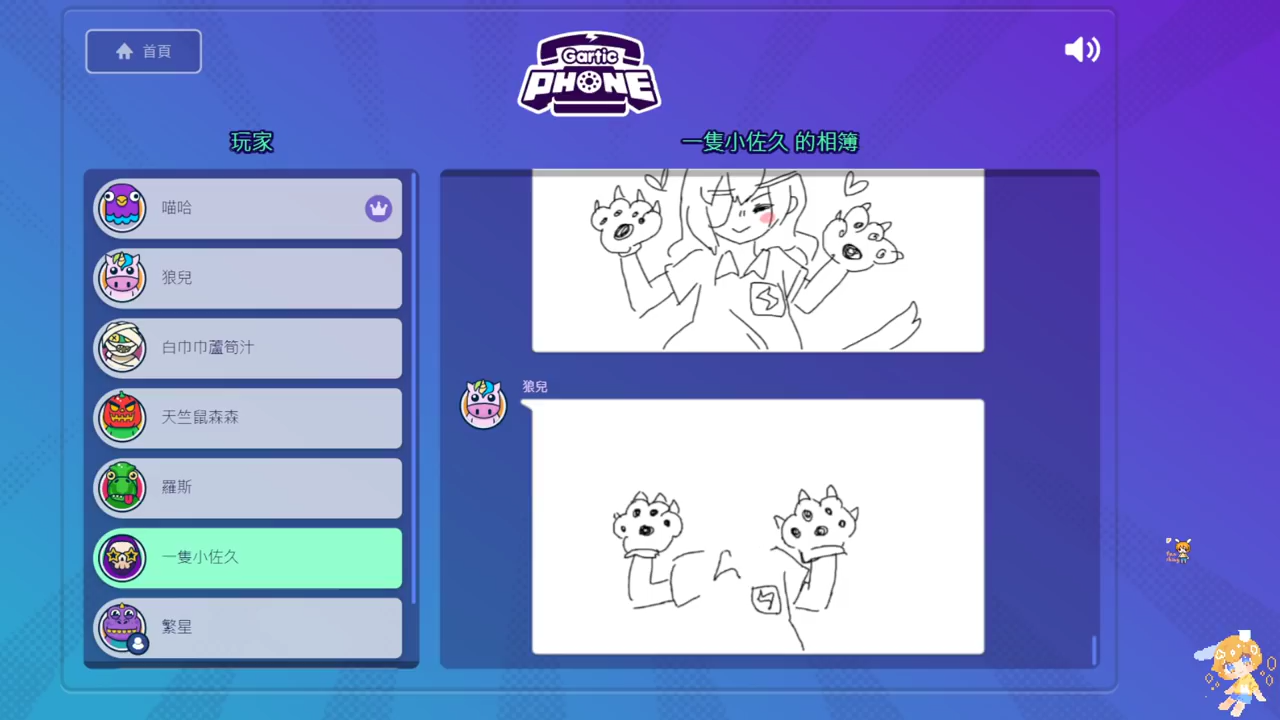 首頁
Gartic
PHONE
玩家
一隻小佐久 的相簿
喵哈
狼兒
白巾巾蘆筍汁
天竺鼠森森
羅斯
一隻小佐久
繁星
狼兒